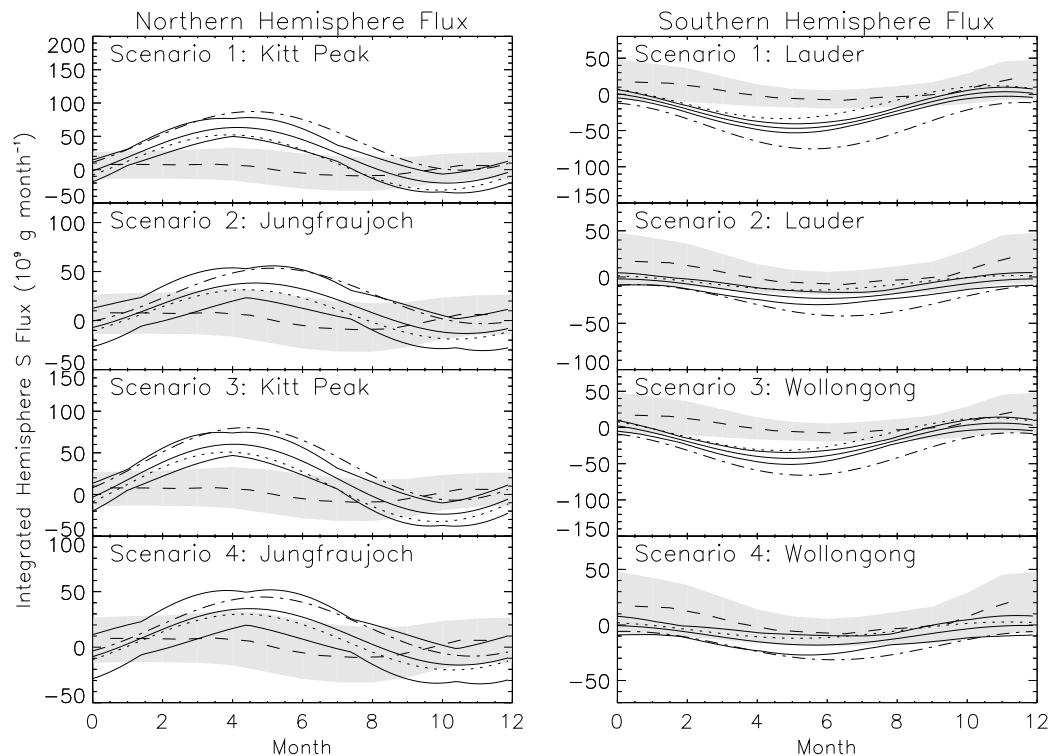 Northern Hemisphere Flux
Southern Hemisphere Flux
Integrated Hemisphere S Flux (10⁹ g month⁻¹)
Scenario 1: Kitt Peak
200
150
100
50
0
−50
Scenario 2: Jungfraujoch
100
50
0
−50
Scenario 3: Kitt Peak
150
100
50
0
−50
Scenario 4: Jungfraujoch
100
50
0
−50
0 2 4 6 8 10 12
Month
Scenario 1: Lauder
50
0
−50
−100
−150
Scenario 2: Lauder
50
0
−50
−100
Scenario 3: Wollongong
50
0
−50
−100
−150
Scenario 4: Wollongong
50
0
−50
0 2 4 6 8 10 12
Month